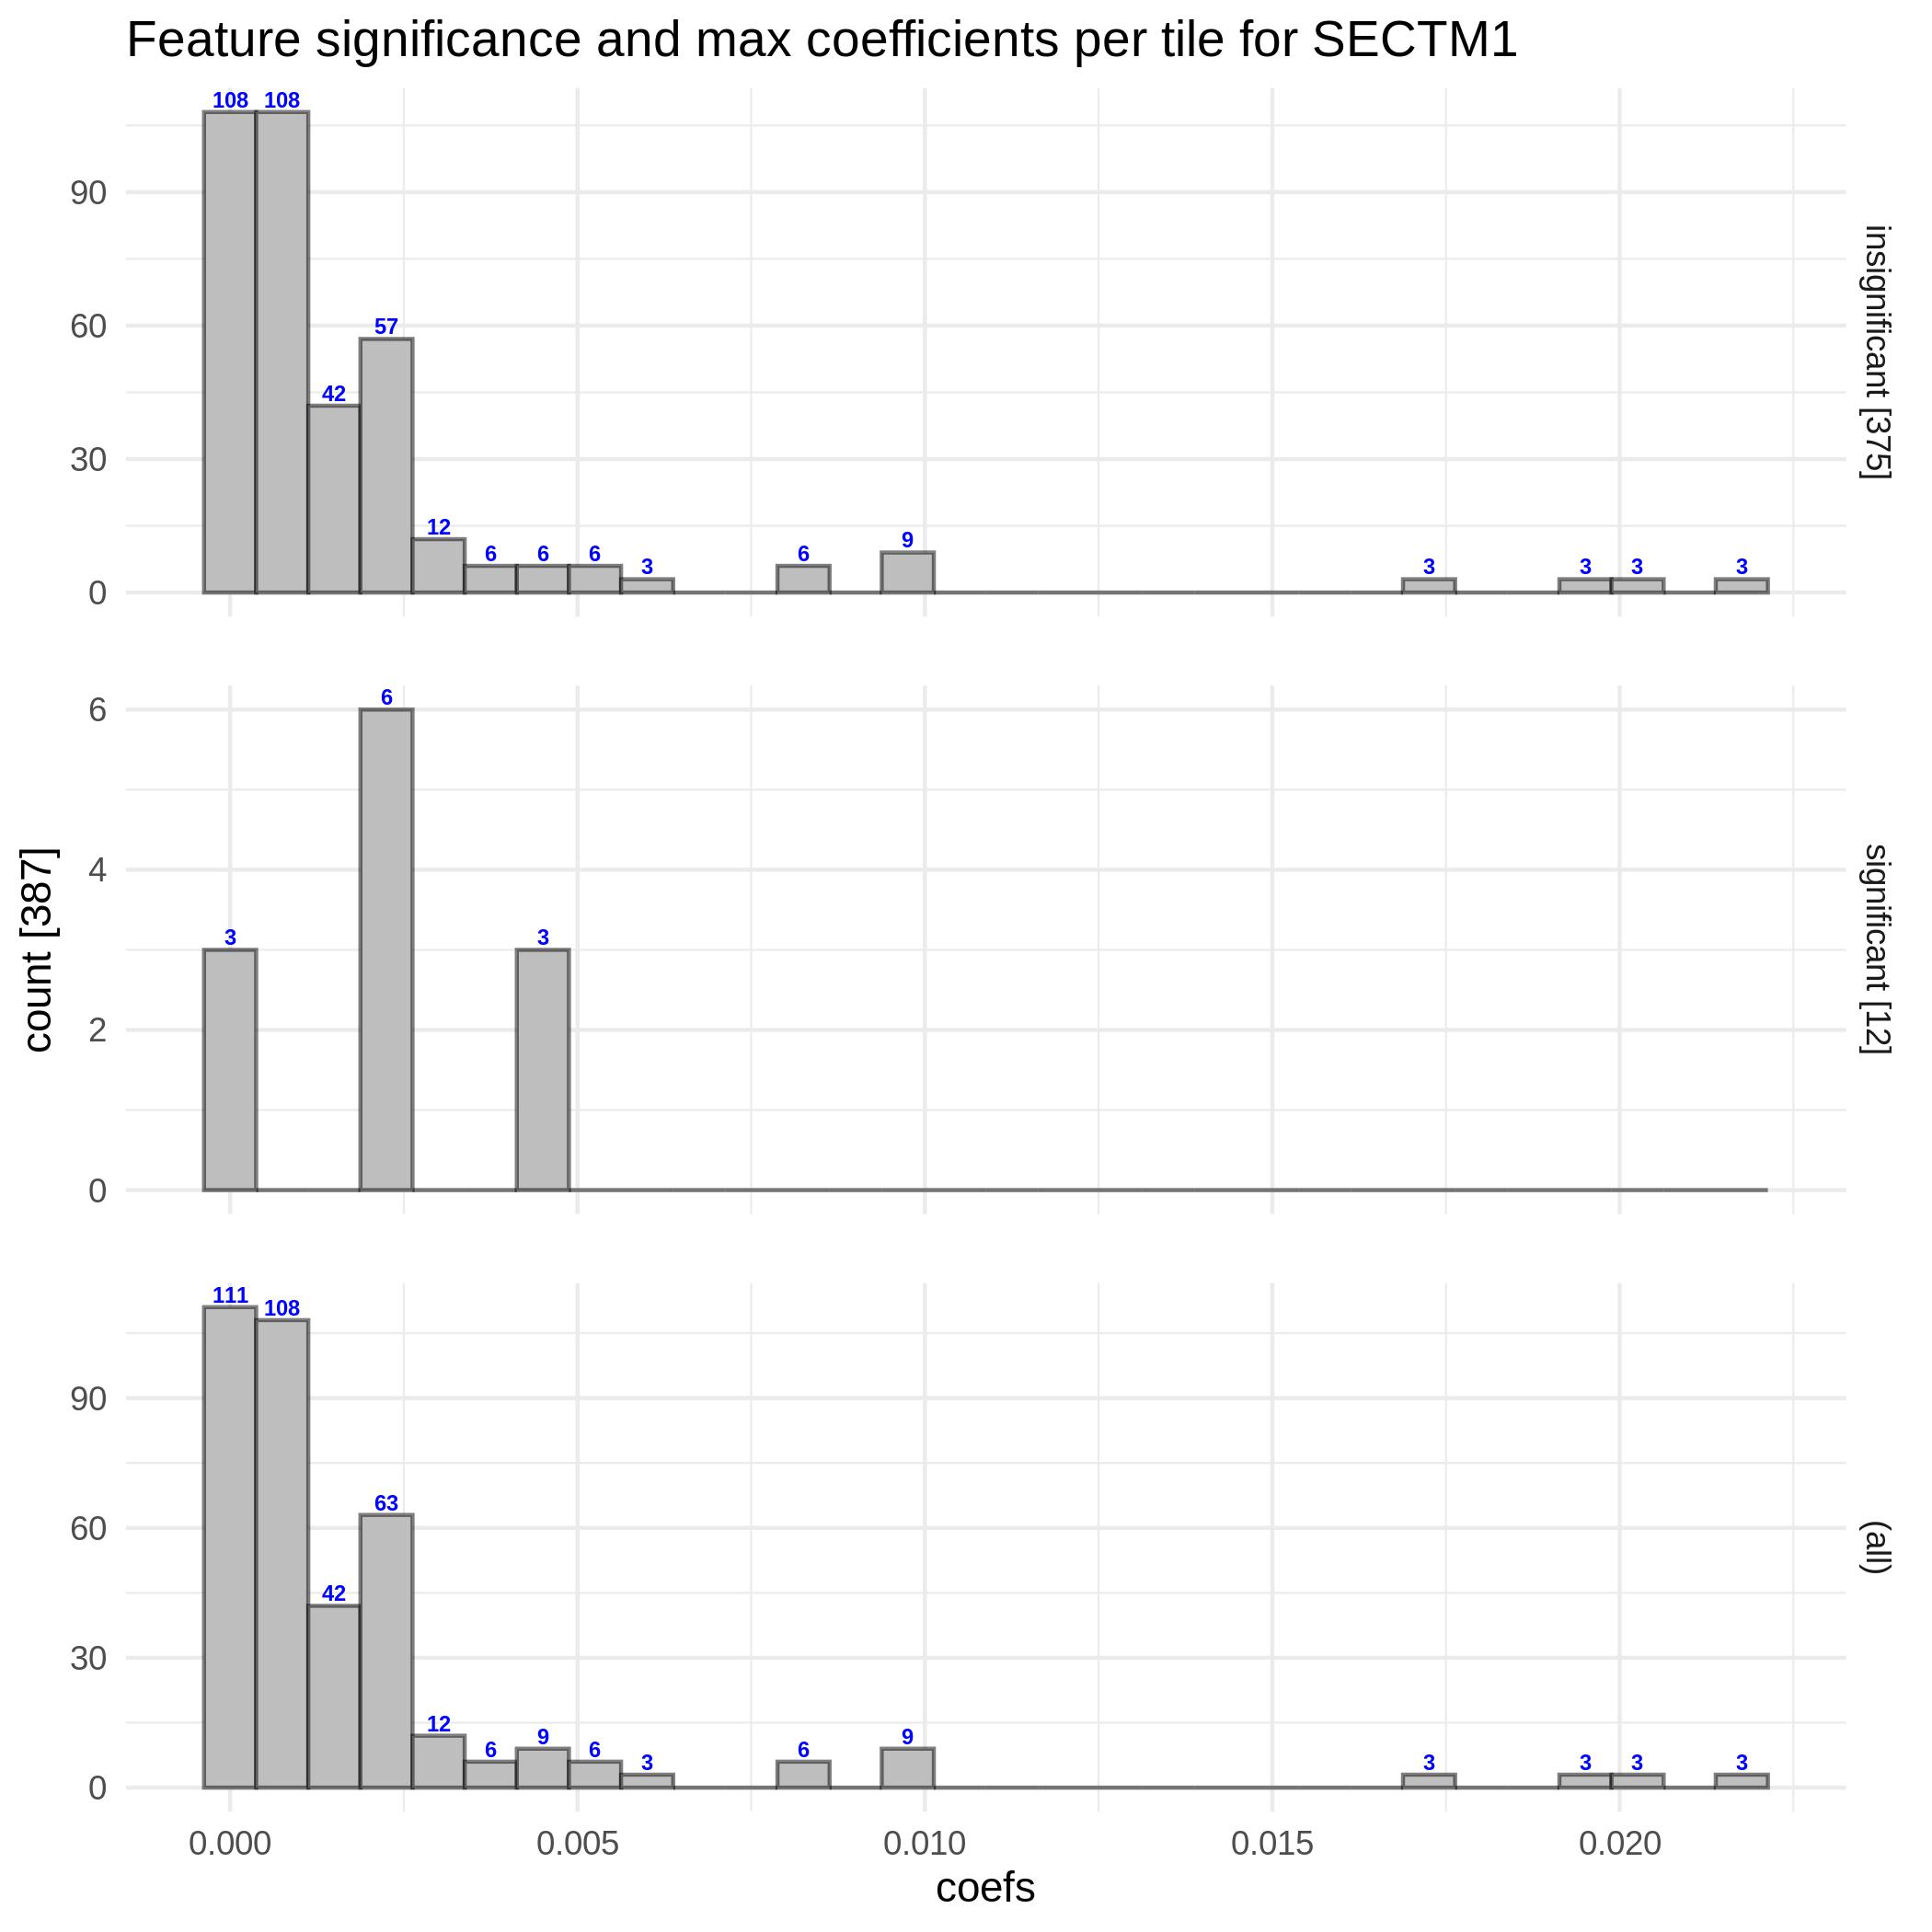 Feature significance and max coefficients per tile for SECTM1
108 108
90
57
60
42
30
12
6 6 6 3 6 9 3 3 3 3
0
insignificant [375]
6
6
4
3 3
2
0
significant [12]
count [387]
111 108
90
63
60
42
30
12
6 9 6 3 6 9 3 3 3 3
0
(all)
0.000 0.005 0.010 0.015 0.020
coefs